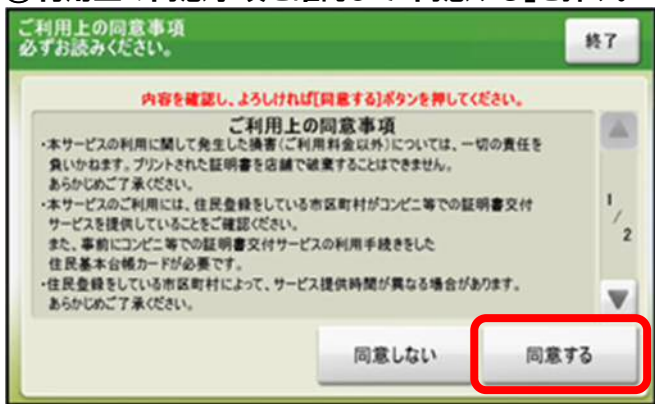 ご利用上の同意事項
必ずお読みください。
終了
内容を確認し、よろしければ[同意する]ボタンを押してください。
ご利用上の同意事項
・本サービスの利用に関して発生した損害(ご利用料金以外)については、一切の責任を
負いかねます。プリントされた証明書を店舗で破棄することはできません。
あらかじめご了承ください。
・本サービスのご利用には、住民登録をしている市区町村がコンビニ等での証明書交付
サービスを提供していることをご確認ください。
また、事前にコンビニ等での証明書交付サービスの利用手続きをした
住民基本台帳カードが必要です。
・住民登録をしている市区町村によって、サービス提供時間が異なる場合があります。
あらかじめご了承ください。
1
/
2
同意しない
同意する